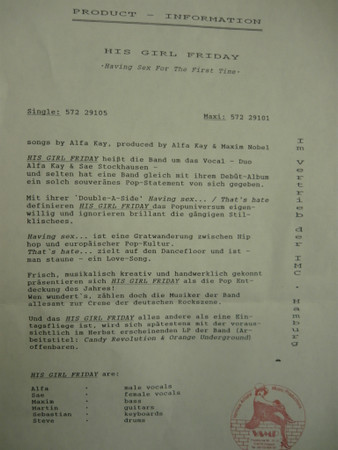 PRODUCT - INFORMATION
HIS GIRL FRIDAY
-Having Sex For The First Time-
Single: 572 29105
Maxi: 572 29101
songs by Alfa Kay, produced by Alfa Kay & Maxim Nobel
HIS GIRL FRIDAY heißt die Band um das Vocal - Duo
Alfa Kay & Sae Stockhausen -
und selten hat eine Band gleich mit ihrem Debüt-Album
ein solch souveränes Pop-Statement von sich gegeben.
Mit ihrer 'Double-A-Side' Having sex... / That's hate
definieren HIS GIRL FRIDAY das Popuniversum eigen-
willig und ignorieren brillant die gängigen Stil-
klischees.
Having sex... ist eine Gratwanderung zwischen Hip
hop und europäischer Pop-Kultur.
That's hate... zielt auf den Dancefloor und ist -
man staune - ein Love-Song.
Frisch, musikalisch kreativ und handwerklich gekonnt
präsentieren sich HIS GIRL FRIDAY als die Pop Ent-
deckung des Jahres!
Wen wundert's, zählen doch die Musiker der Band
allesamt zur Creme der deutschen Rockszene.
Und das HIS GIRL FRIDAY alles andere als eine Ein-
tagsfliege ist, wird sich spätestens mit der voraus-
sichtlich im Herbst erscheinenden LP der Band (Ar-
beitstitel: Candy Revolution & Orange Underground)
offenbaren.
HIS GIRL FRIDAY are:
Alfa - male vocals
Sae - female vocals
Maxim - bass
Martin - guitars
Sebastian - keyboards
Steve - drums
Im Vertrieb der IMC Hamburg